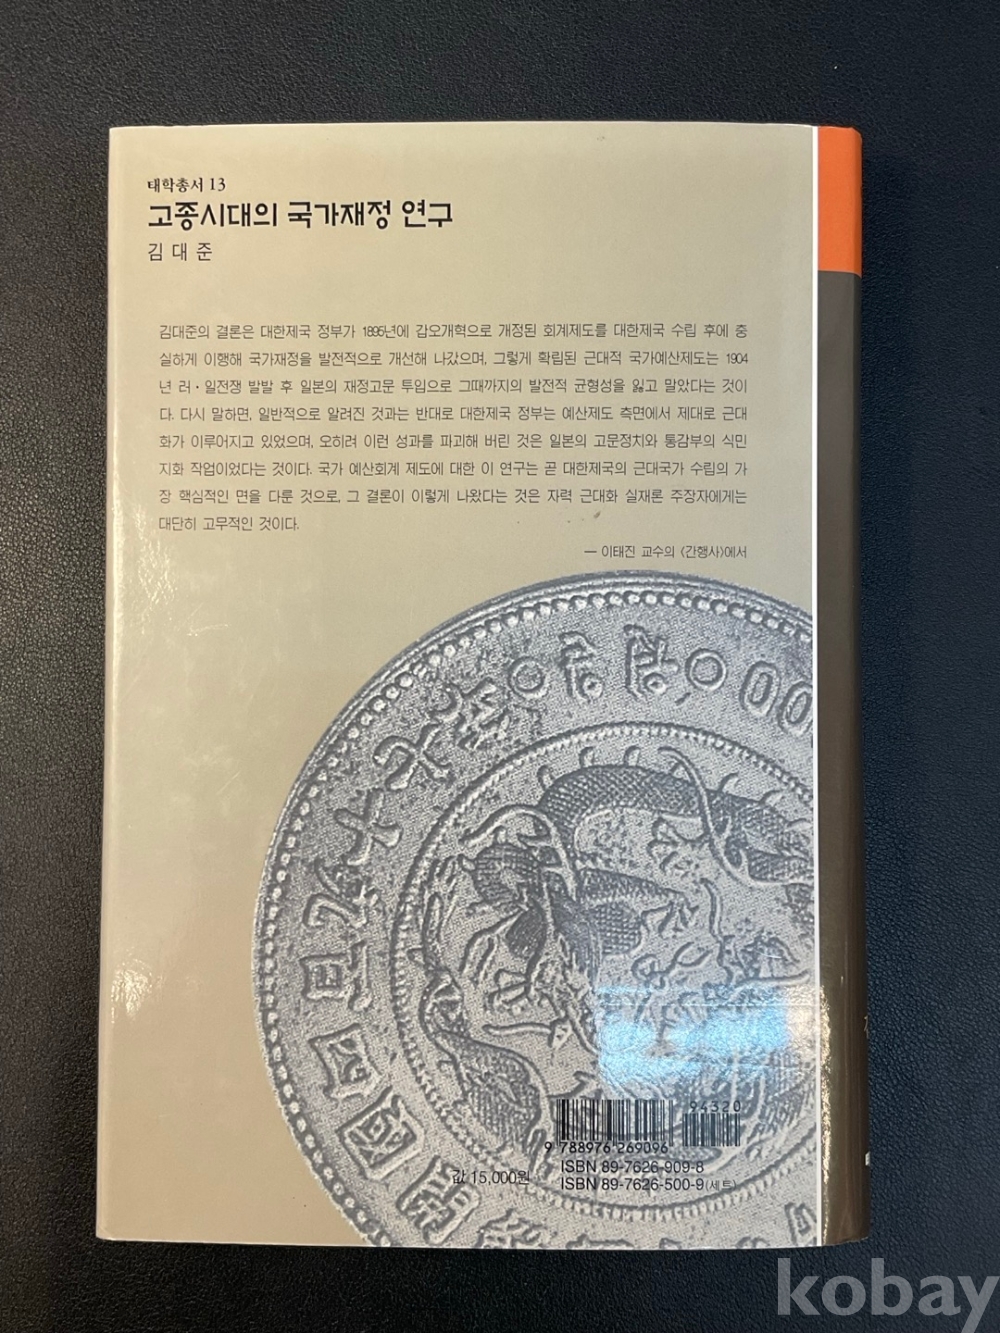 태학총서 13
고종시대의 국가재정 연구
김 대 준
김대준의 결론은 대한제국 정부가 1895년에 갑오개혁으로 개정된 회계제도를 대한제국 수립 후에 충
실하게 이행해 국가재정을 발전적으로 개선해 나갔으며, 그렇게 확립된 근대적 국가예산제도는 1904
년 러·일전쟁 발발 후 일본의 재정고문 투입으로 그때까지의 발전적 균형성을 잃고 말았다는 것이
다. 다시 말하면, 일반적으로 알려진 것과는 반대로 대한제국 정부는 예산제도 측면에서 제대로 근대
화가 이루어지고 있었으며, 오히려 이런 성과를 파괴해 버린 것은 일본의 고문정치와 통감부의 식민
지화 작업이었다는 것이다. 국가 예산회계 제도에 대한 이 연구는 곧 대한제국의 근대국가 수립의 가
장 핵심적인 면을 다룬 것으로, 그 결론이 이렇게 나왔다는 것은 자력 근대화 실재론 주장자에게는
대단히 고무적인 것이다.
— 이태진 교수의 〈간행사〉에서
94320
9 788976 269096
ISBN 89-7626-909-8
값 15,000원
ISBN 89-7626-500-9(세트)
kobay